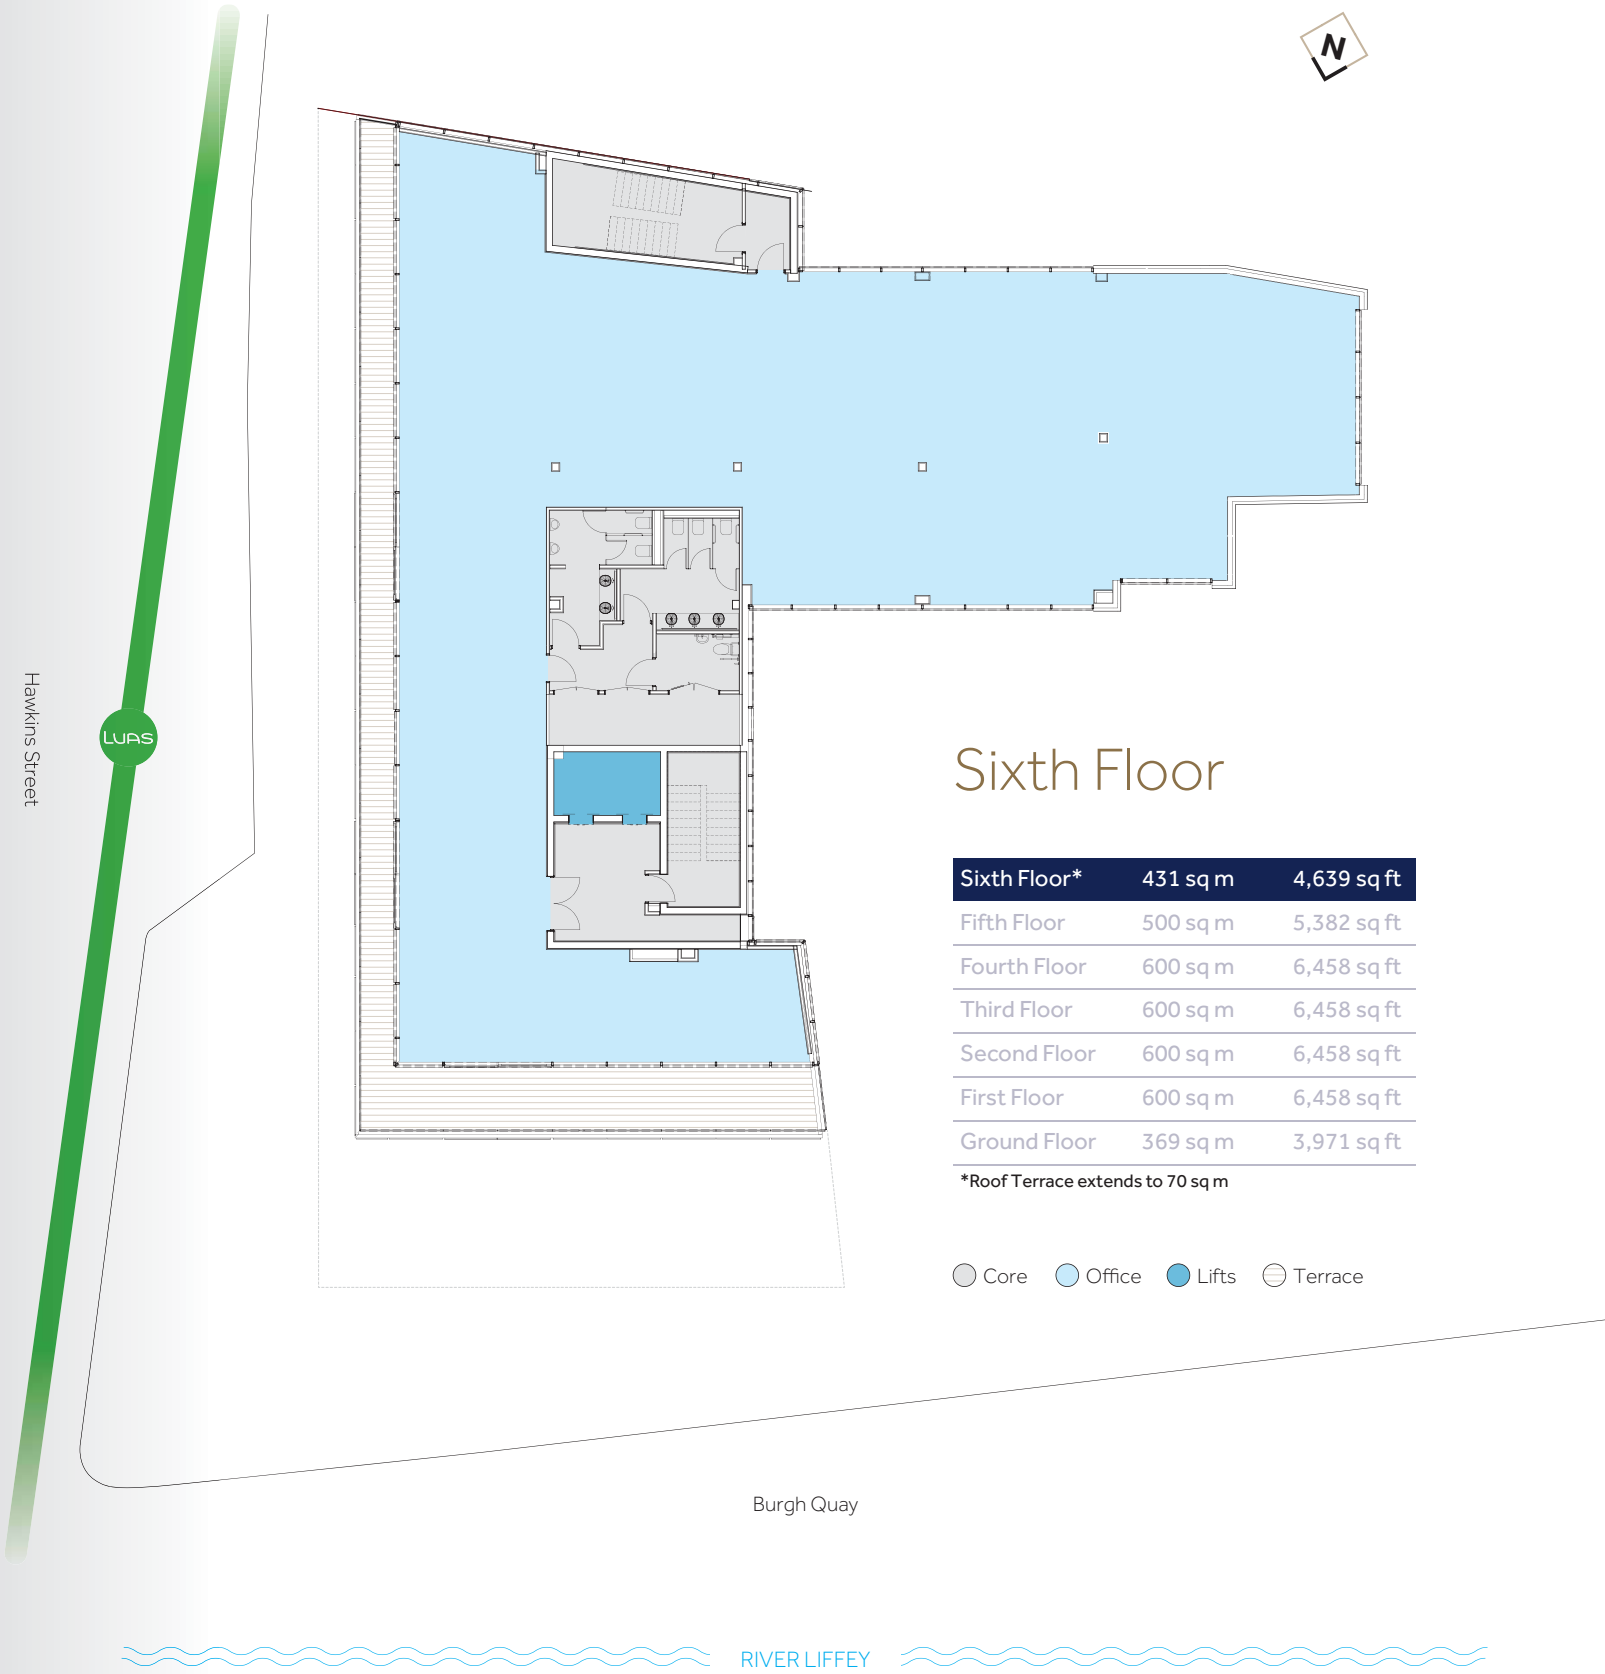 N
Hawkins Street
LUAS
Sixth Floor
Sixth Floor* 431 sq m 4,639 sq ft
Fifth Floor 500 sq m 5,382 sq ft
Fourth Floor 600 sq m 6,458 sq ft
Third Floor 600 sq m 6,458 sq ft
Second Floor 600 sq m 6,458 sq ft
First Floor 600 sq m 6,458 sq ft
Ground Floor 369 sq m 3,971 sq ft
*Roof Terrace extends to 70 sq m
Core Office Lifts Terrace
Burgh Quay
RIVER LIFFEY